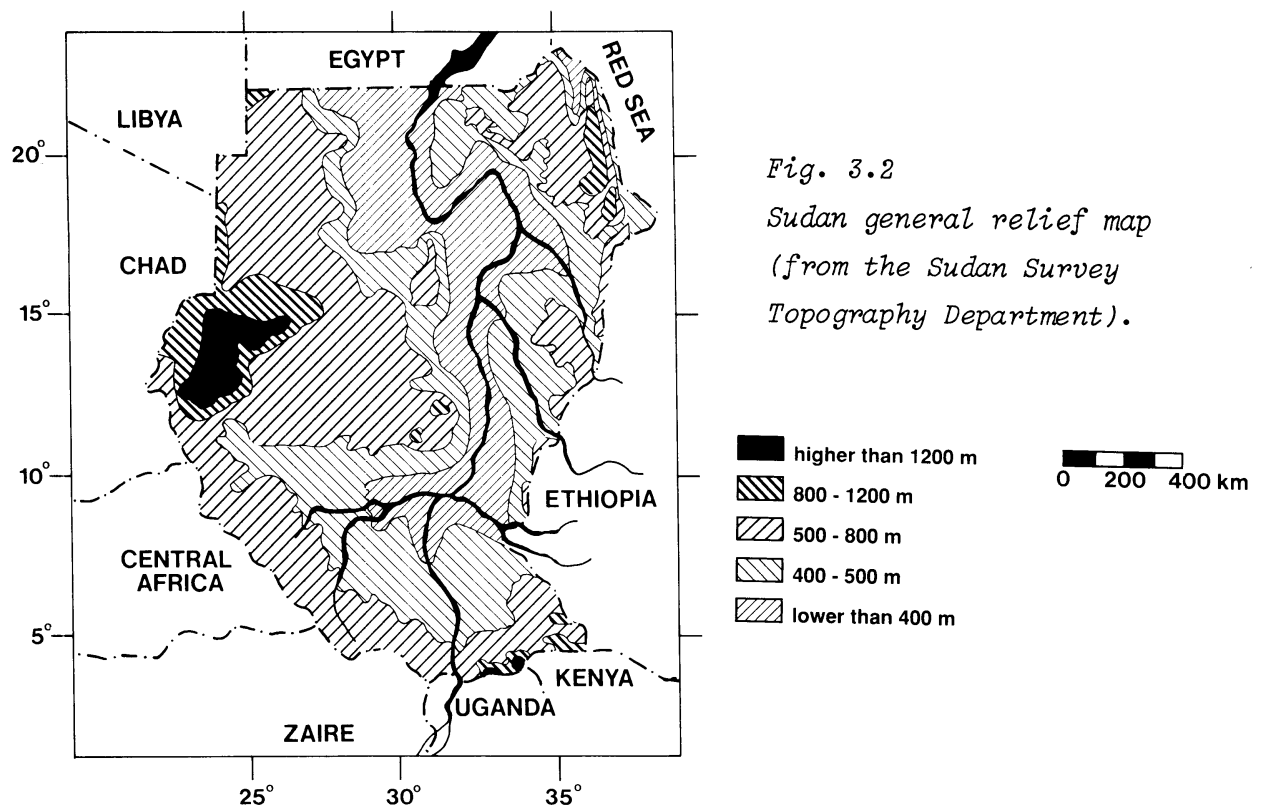 EGYPT
RED SEA
LIBYA
20°
CHAD
15°
10°
ETHIOPIA
CENTRAL
AFRICA
5°
KENYA
UGANDA
ZAIRE
25°
30°
35°
Fig. 3.2
Sudan general relief map
(from the Sudan Survey
Topography Department).
higher than 1200 m
800 - 1200 m
500 - 800 m
400 - 500 m
lower than 400 m
0 200 400 km